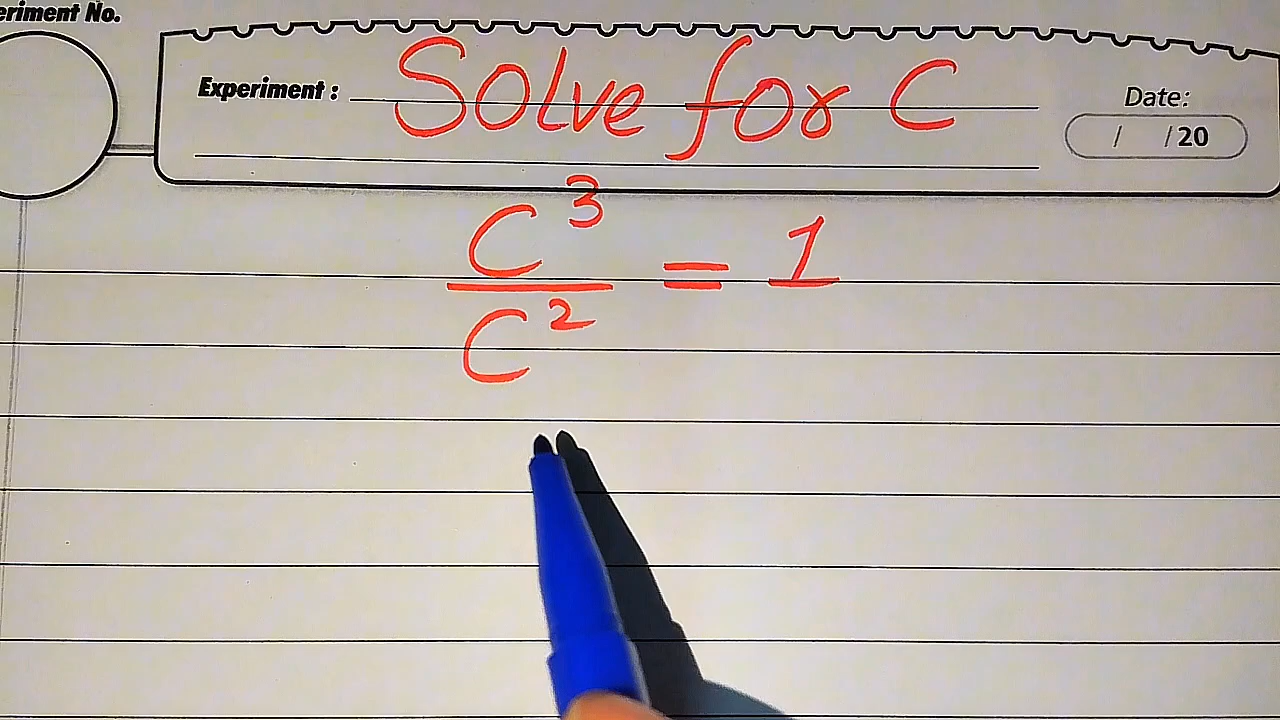 eriment No.
Experiment : Solve for C
Date:
/ /20
C³
― = 1
C²